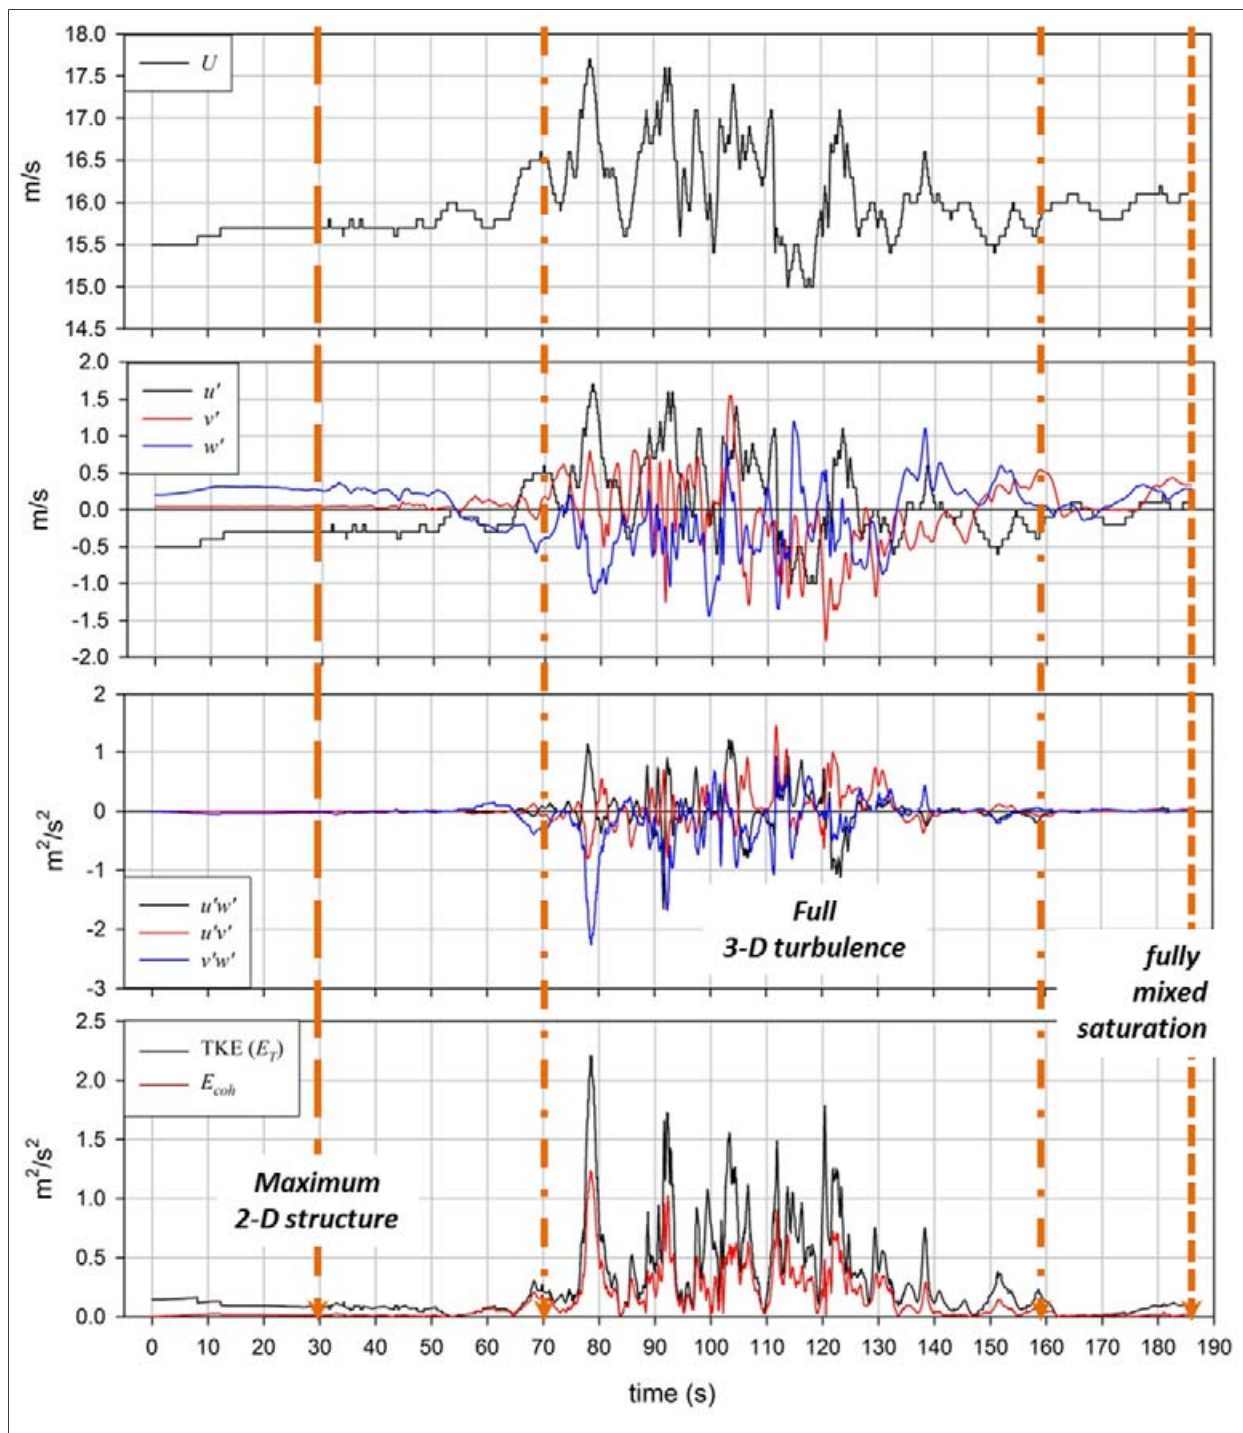 18.0
17.5
17.0
16.5
16.0
15.5
15.0
14.5
m/s
U
2.0
1.5
1.0
0.5
0.0
-0.5
-1.0
-1.5
-2.0
m/s
u'
v'
w'
2
1
0
-1
-2
-3
m²/s²
u'w'
u'v'
v'w'
Full
3-D turbulence
fully
mixed
saturation
2.5
2.0
1.5
1.0
0.5
0.0
m²/s²
TKE (E_T)
E_coh
Maximum
2-D structure
0 10 20 30 40 50 60 70 80 90 100 110 120 130 140 150 160 170 180 190
time (s)